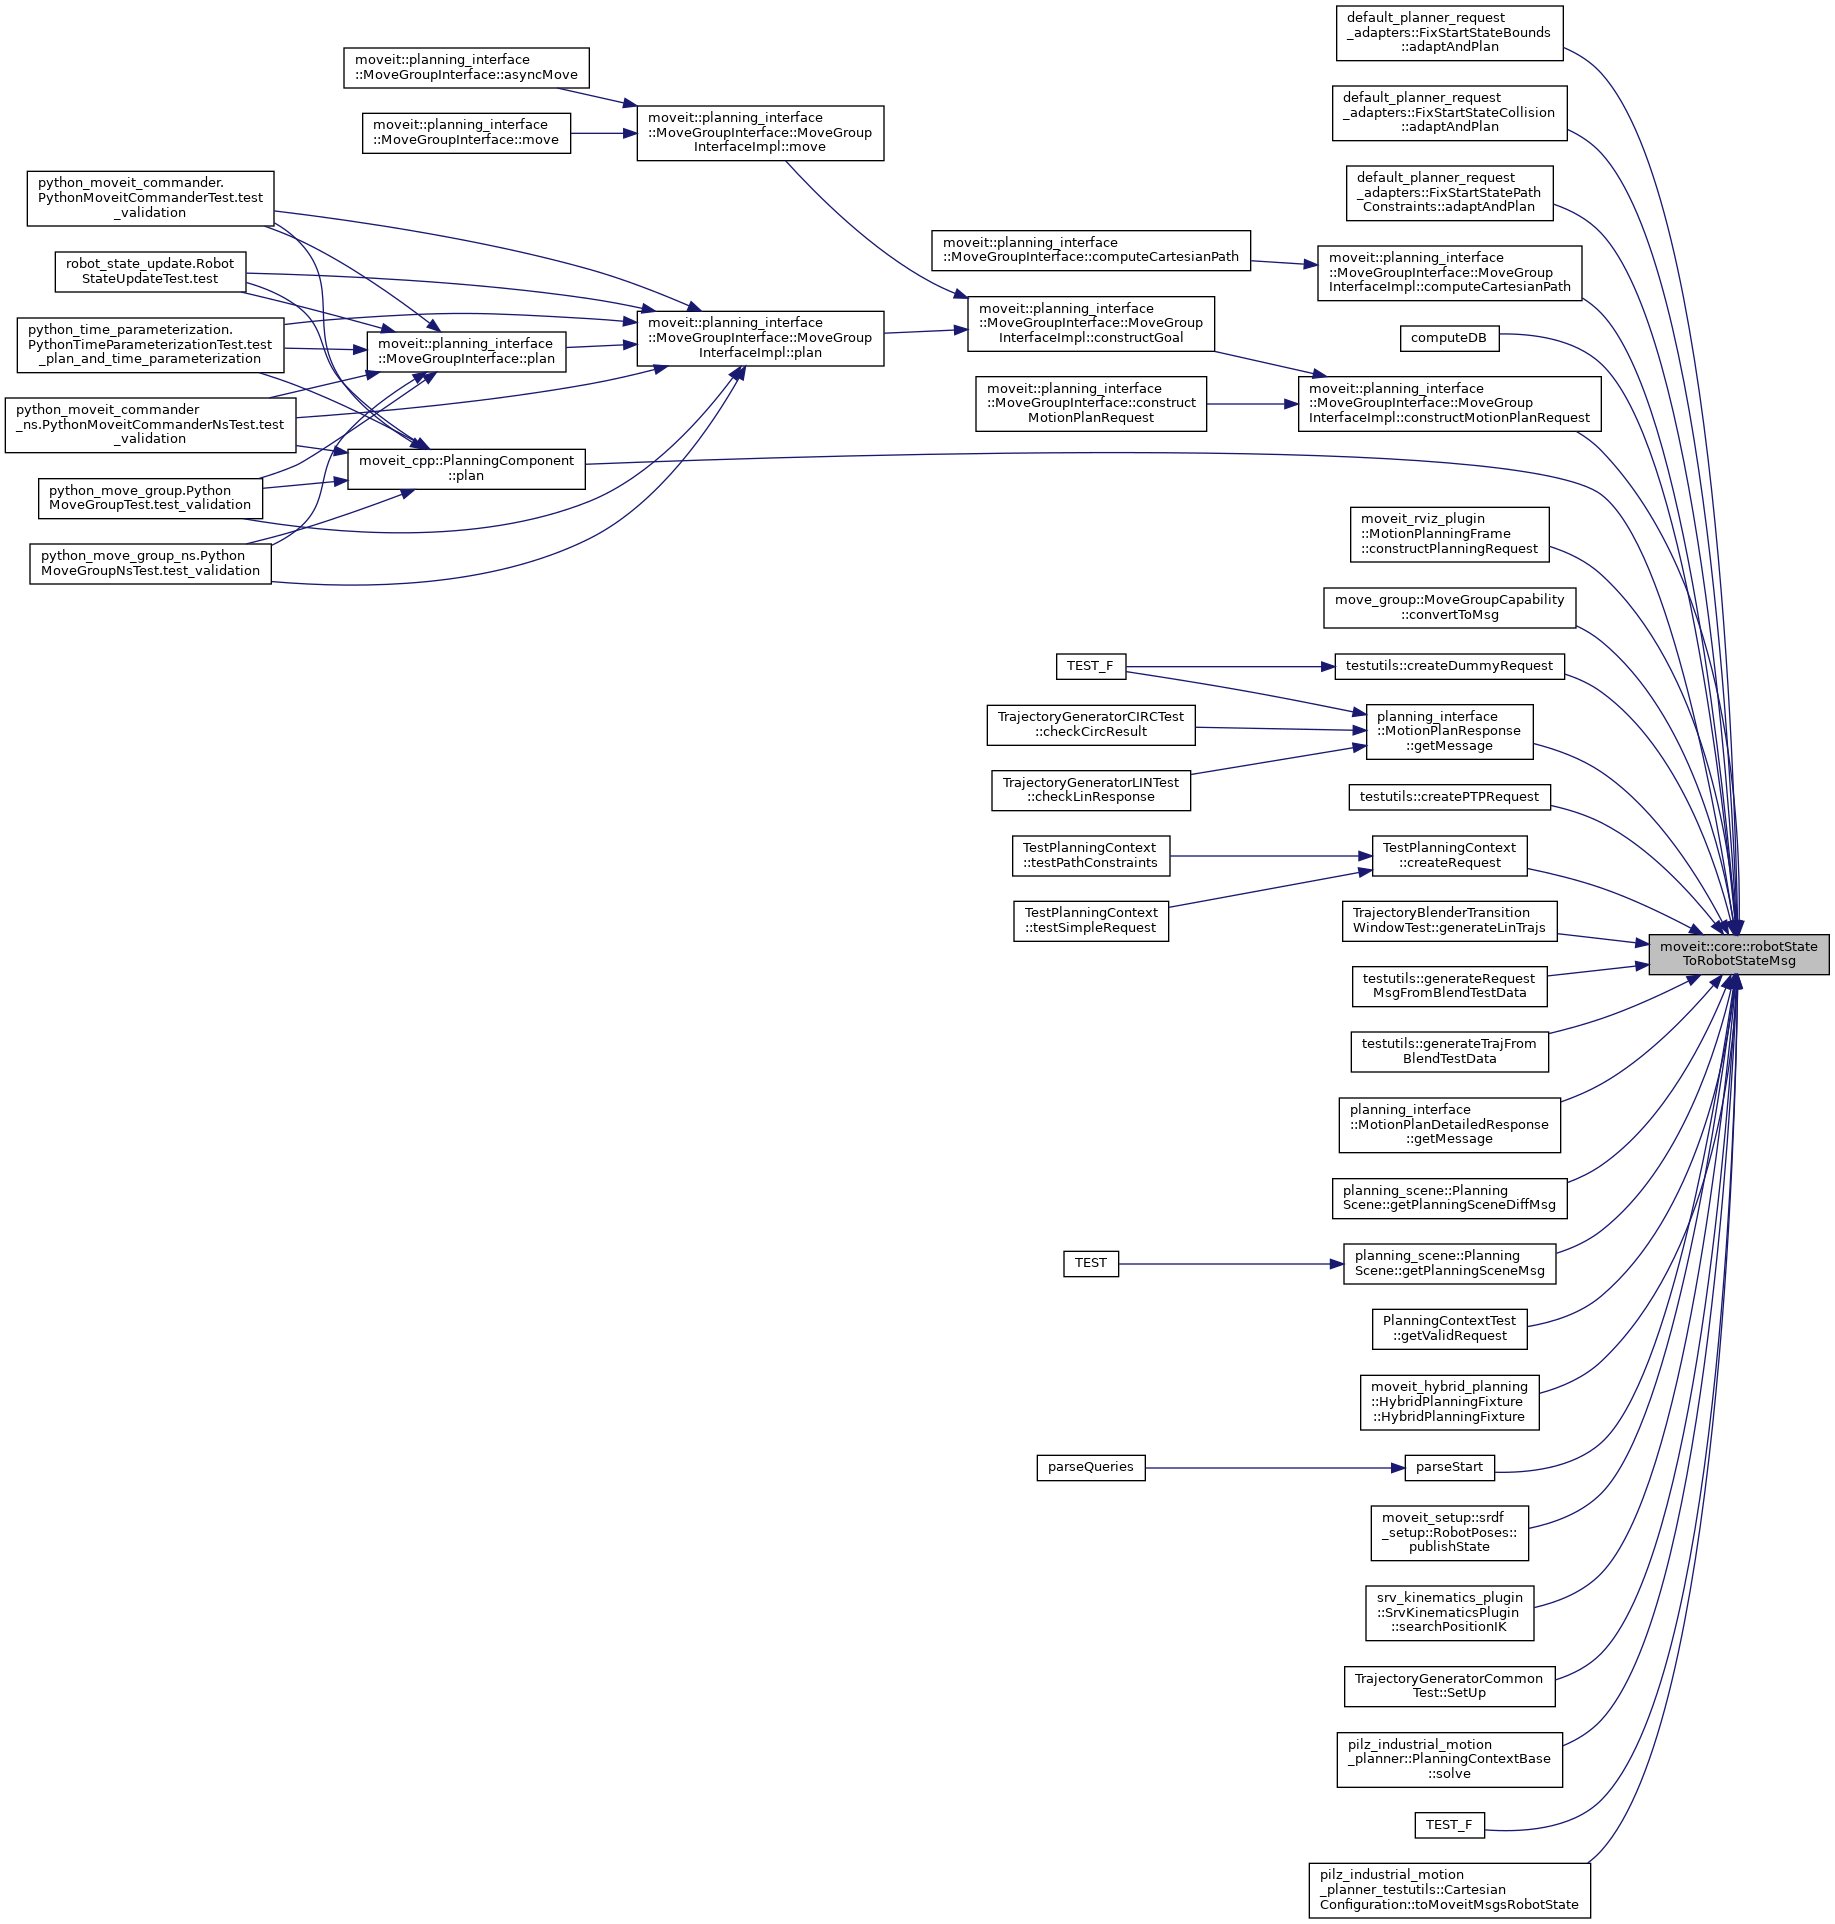 default_planner_request
_adapters::FixStartStateBounds
::adaptAndPlan
moveit::planning_interface
::MoveGroupInterface::asyncMove
default_planner_request
_adapters::FixStartStateCollision
::adaptAndPlan
moveit::planning_interface
::MoveGroupInterface::MoveGroup
InterfaceImpl::move
moveit::planning_interface
::MoveGroupInterface::move
default_planner_request
_adapters::FixStartStatePath
Constraints::adaptAndPlan
python_moveit_commander.
PythonMoveitCommanderTest.test
_validation
moveit::planning_interface
::MoveGroupInterface::computeCartesianPath
moveit::planning_interface
::MoveGroupInterface::MoveGroup
InterfaceImpl::computeCartesianPath
robot_state_update.Robot
StateUpdateTest.test
moveit::planning_interface
::MoveGroupInterface::MoveGroup
InterfaceImpl::constructGoal
moveit::planning_interface
::MoveGroupInterface::MoveGroup
InterfaceImpl::plan
python_time_parameterization.
PythonTimeParameterizationTest.test
_plan_and_time_parameterization
moveit::planning_interface
::MoveGroupInterface::plan
computeDB
moveit::planning_interface
::MoveGroupInterface::construct
MotionPlanRequest
moveit::planning_interface
::MoveGroupInterface::MoveGroup
InterfaceImpl::constructMotionPlanRequest
python_moveit_commander
_ns.PythonMoveitCommanderNsTest.test
_validation
moveit_cpp::PlanningComponent
::plan
python_move_group.Python
MoveGroupTest.test_validation
moveit_rviz_plugin
::MotionPlanningFrame
::constructPlanningRequest
python_move_group_ns.Python
MoveGroupNsTest.test_validation
move_group::MoveGroupCapability
::convertToMsg
TEST_F
testutils::createDummyRequest
TrajectoryGeneratorCIRCTest
::checkCircResult
planning_interface
::MotionPlanResponse
::getMessage
TrajectoryGeneratorLINTest
::checkLinResponse
testutils::createPTPRequest
TestPlanningContext
::testPathConstraints
TestPlanningContext
::createRequest
TestPlanningContext
::testSimpleRequest
TrajectoryBlenderTransition
WindowTest::generateLinTrajs
moveit::core::robotState
ToRobotStateMsg
testutils::generateRequest
MsgFromBlendTestData
testutils::generateTrajFrom
BlendTestData
planning_interface
::MotionPlanDetailedResponse
::getMessage
planning_scene::Planning
Scene::getPlanningSceneDiffMsg
TEST
planning_scene::Planning
Scene::getPlanningSceneMsg
PlanningContextTest
::getValidRequest
moveit_hybrid_planning
::HybridPlanningFixture
::HybridPlanningFixture
parseQueries
parseStart
moveit_setup::srdf
_setup::RobotPoses::
publishState
srv_kinematics_plugin
::SrvKinematicsPlugin
::searchPositionIK
TrajectoryGeneratorCommon
Test::SetUp
pilz_industrial_motion
_planner::PlanningContextBase
::solve
TEST_F
pilz_industrial_motion
_planner_testutils::Cartesian
Configuration::toMoveitMsgsRobotState